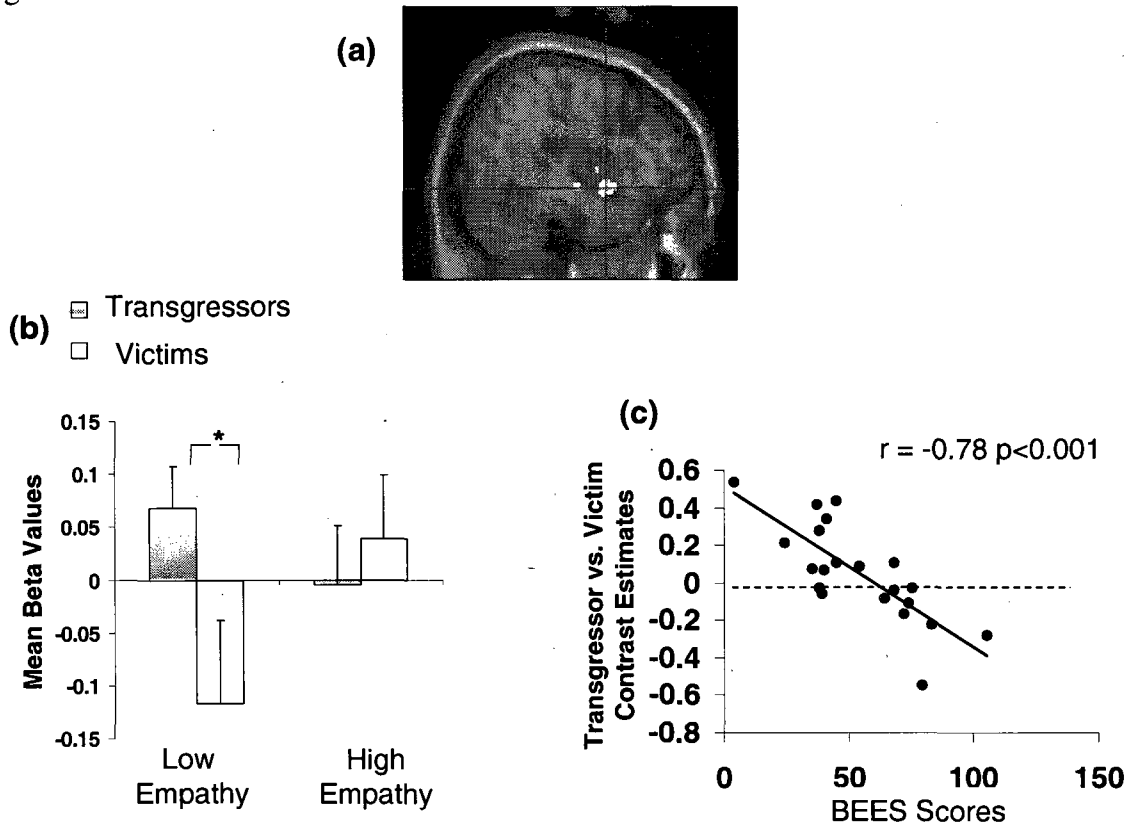 (a)
Transgressors
(b)
Victims
(c)
r = -0.78 p<0.001
0.15
*
0.1
0.05
0
-0.05
-0.1
-0.15
Mean Beta Values
Low
Empathy
High
Empathy
Transgressor vs. Victim
Contrast Estimates
0.6
0.4
0.2
0
-0.2
-0.4
-0.6
-0.8
0
50
100
150
BEES Scores